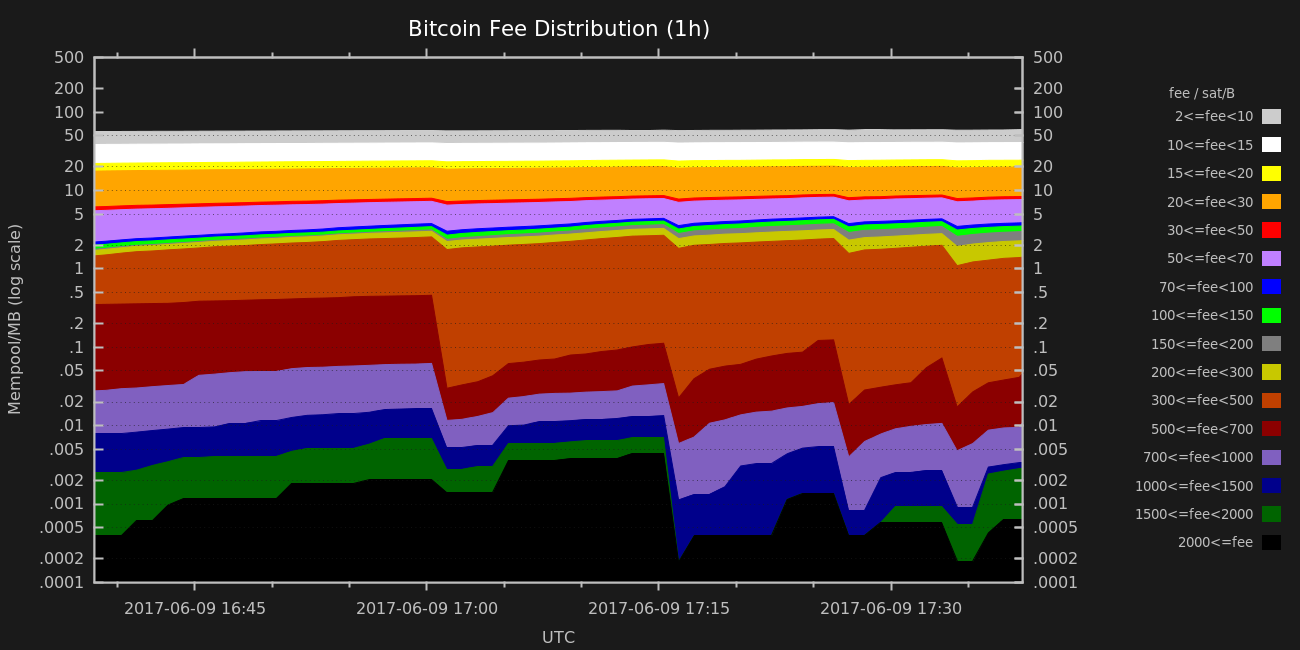 Bitcoin Fee Distribution (1h)
500
200
100
50
20
10
5
2
1
.5
.2
.1
.05
.02
.01
.005
.002
.001
.0005
.0002
.0001
Mempool/MB (log scale)
500
200
100
50
20
10
5
2
1
.5
.2
.1
.05
.02
.01
.005
.002
.001
.0005
.0002
.0001
2017-06-09 16:45
2017-06-09 17:00
2017-06-09 17:15
2017-06-09 17:30
UTC
fee / sat/B
2<=fee<10
10<=fee<15
15<=fee<20
20<=fee<30
30<=fee<50
50<=fee<70
70<=fee<100
100<=fee<150
150<=fee<200
200<=fee<300
300<=fee<500
500<=fee<700
700<=fee<1000
1000<=fee<1500
1500<=fee<2000
2000<=fee